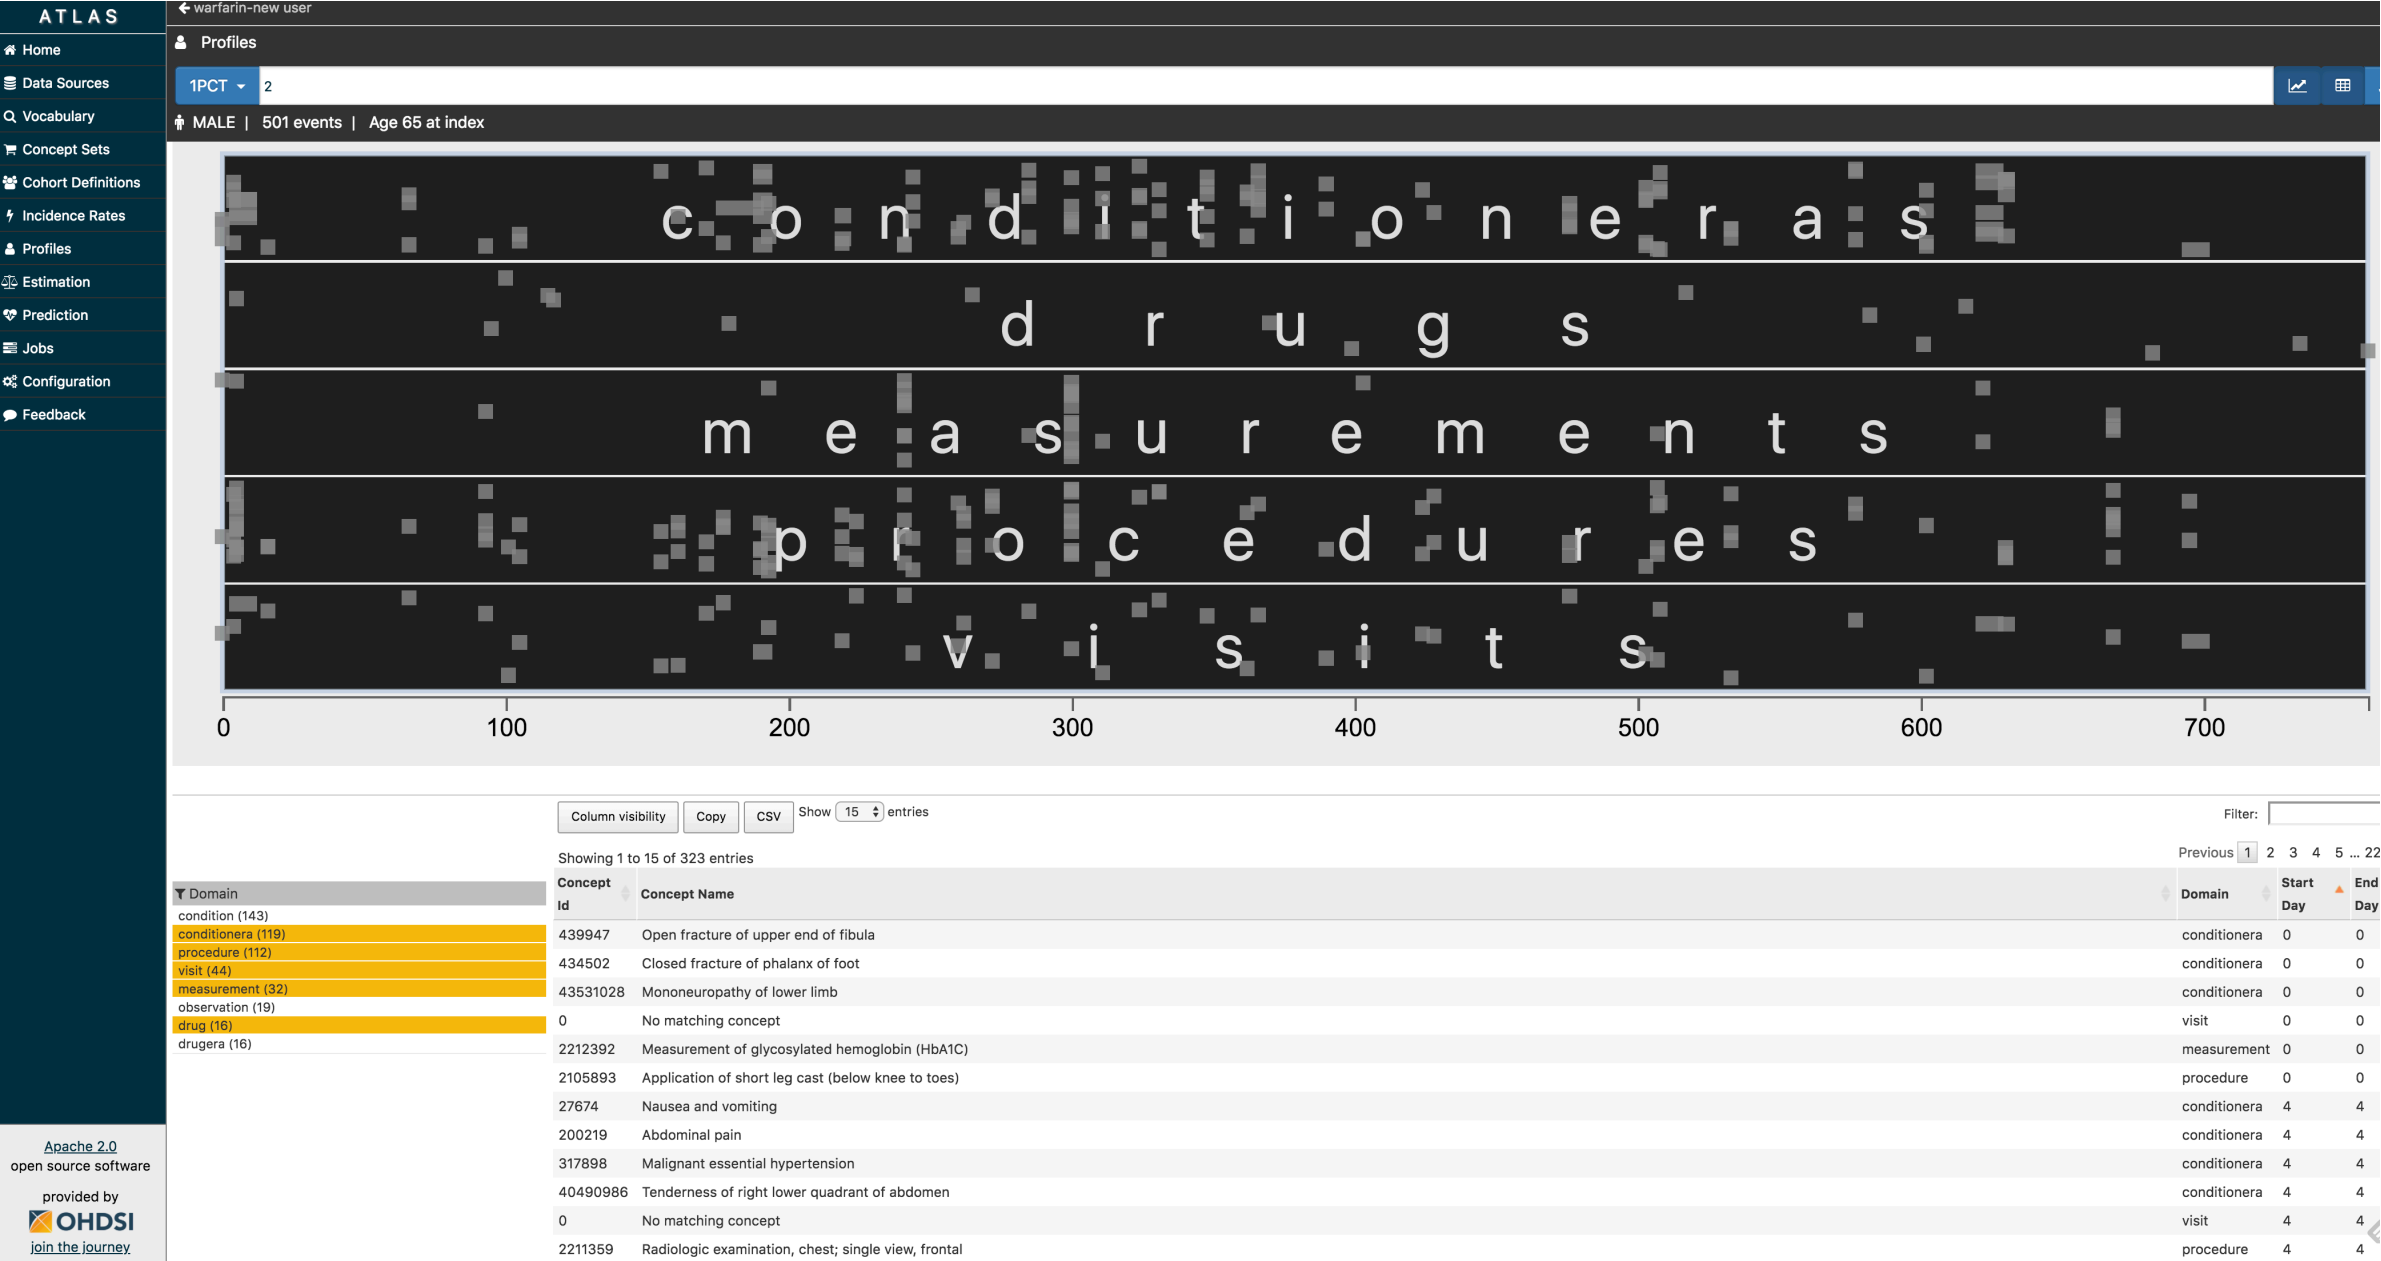 ATLAS
Home
Data Sources
Vocabulary
Concept Sets
Cohort Definitions
Incidence Rates
Profiles
Estimation
Prediction
Jobs
Configuration
Feedback
Apache 2.0
open source software
provided by
OHDSI
join the journey
warfarin-new user
Profiles
1PCT 2
MALE | 501 events | Age 65 at index
conditioneras
drugs
measurements
procedures
visits
0 100 200 300 400 500 600 700
Column visibility Copy CSV Show 15 entries
Filter:
Showing 1 to 15 of 323 entries
Previous 1 2 3 4 5 ... 22
Domain
condition (143)
conditionera (119)
procedure (112)
visit (44)
measurement (32)
observation (19)
drug (16)
drugera (16)
Concept Id Concept Name Domain Start Day End Day
439947 Open fracture of upper end of fibula conditionera 0 0
434502 Closed fracture of phalanx of foot conditionera 0 0
43531028 Mononeuropathy of lower limb conditionera 0 0
0 No matching concept visit 0 0
2212392 Measurement of glycosylated hemoglobin (HbA1C) measurement 0 0
2105893 Application of short leg cast (below knee to toes) procedure 0 0
27674 Nausea and vomiting conditionera 4 4
200219 Abdominal pain conditionera 4 4
317898 Malignant essential hypertension conditionera 4 4
40490986 Tenderness of right lower quadrant of abdomen conditionera 4 4
0 No matching concept visit 4 4
2211359 Radiologic examination, chest; single view, frontal procedure 4 4